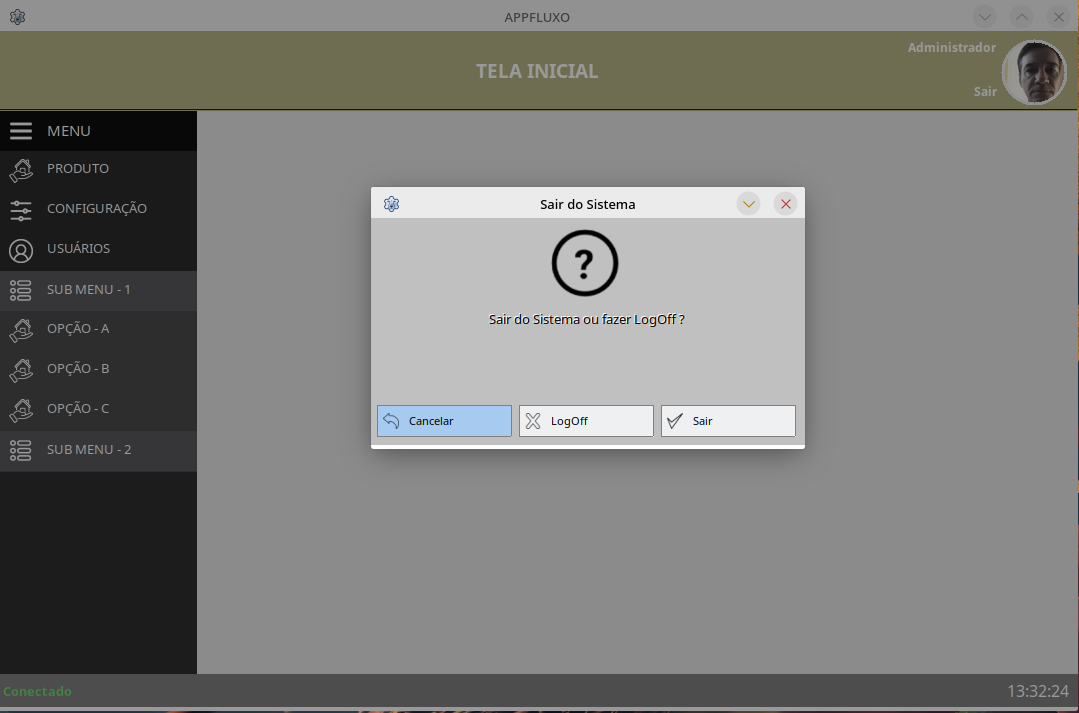 APPFLUXO
TELA INICIAL
Administrador
Sair
MENU
PRODUTO
CONFIGURAÇÃO
USUÁRIOS
SUB MENU - 1
OPÇÃO - A
OPÇÃO - B
OPÇÃO - C
SUB MENU - 2
Sair do Sistema
?
Sair do Sistema ou fazer LogOff ?
Cancelar
LogOff
Sair
Conectado
13:32:24